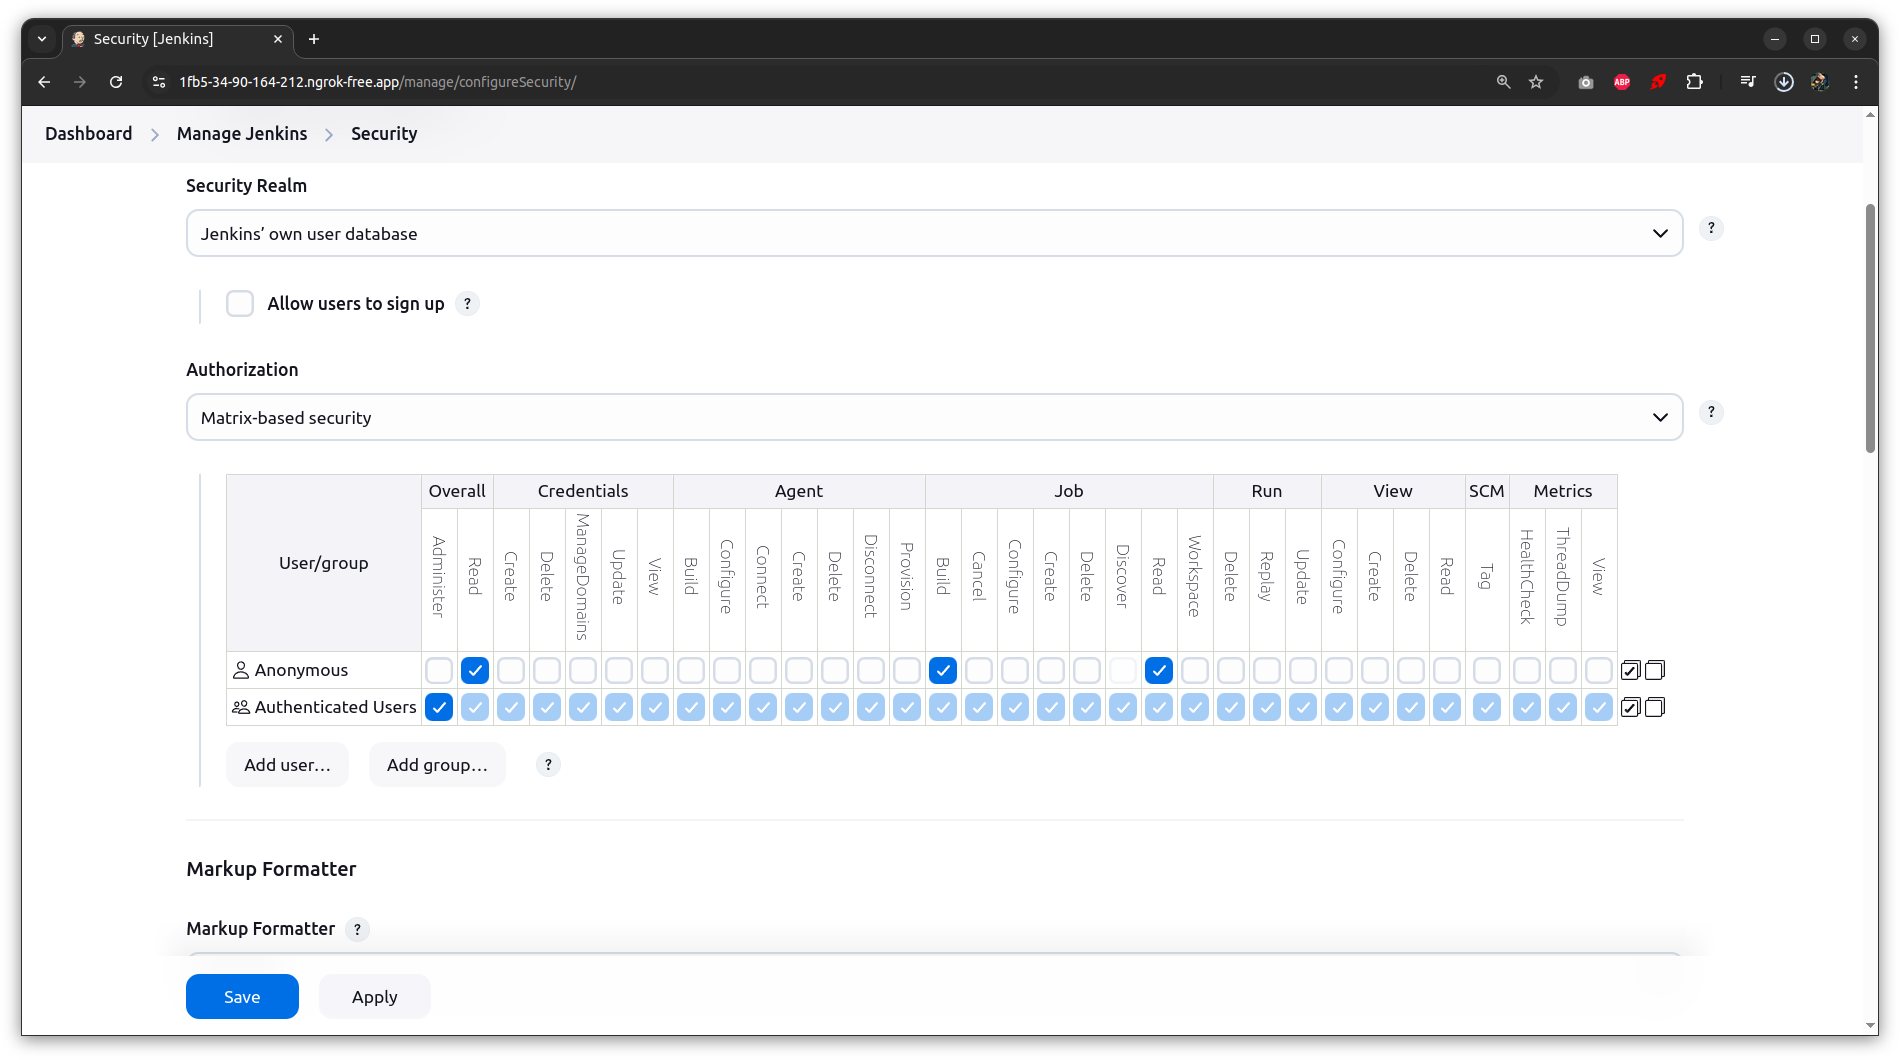 Security [Jenkins]
1fb5-34-90-164-212.ngrok-free.app/manage/configureSecurity/
ABP
Dashboard > Manage Jenkins > Security
Security Realm
Jenkins’ own user database
?
Allow users to sign up ?
Authorization
Matrix-based security
?
User/group Overall Credentials Agent Job Run View SCM Metrics
Administer Read Create Delete ManageDomains Update View Build Configure Connect Create Delete Disconnect Provision Build Cancel Configure Create Delete Discover Read Workspace Delete Replay Update Configure Create Delete Read Tag HealthCheck ThreadDump View
Anonymous
Authenticated Users
Add user… Add group… ?
Markup Formatter
Markup Formatter ?
Save Apply